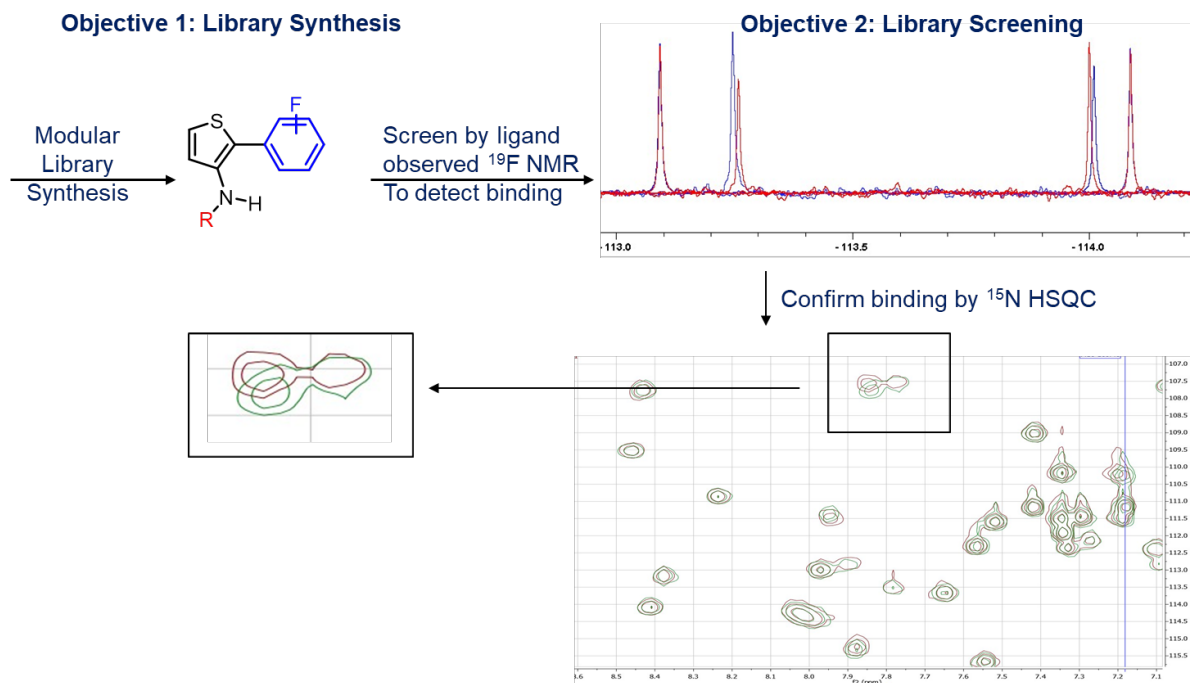 Objective 1: Library Synthesis
Objective 2: Library Screening
Modular
Library
Synthesis
S
F
N
H
R
Screen by ligand
observed ¹⁹F NMR
To detect binding
-113.0 -113.5 -114.0
Confirm binding by ¹⁵N HSQC
107.0
107.5
108.0
108.5
109.0
109.5
110.0
110.5
111.0
111.5
112.0
112.5
113.0
113.5
114.0
114.5
115.0
115.5
8.6 8.5 8.4 8.3 8.2 8.1 8.0 7.9 7.8 7.7 7.6 7.5 7.4 7.3 7.2 7.1
f2 (ppm)